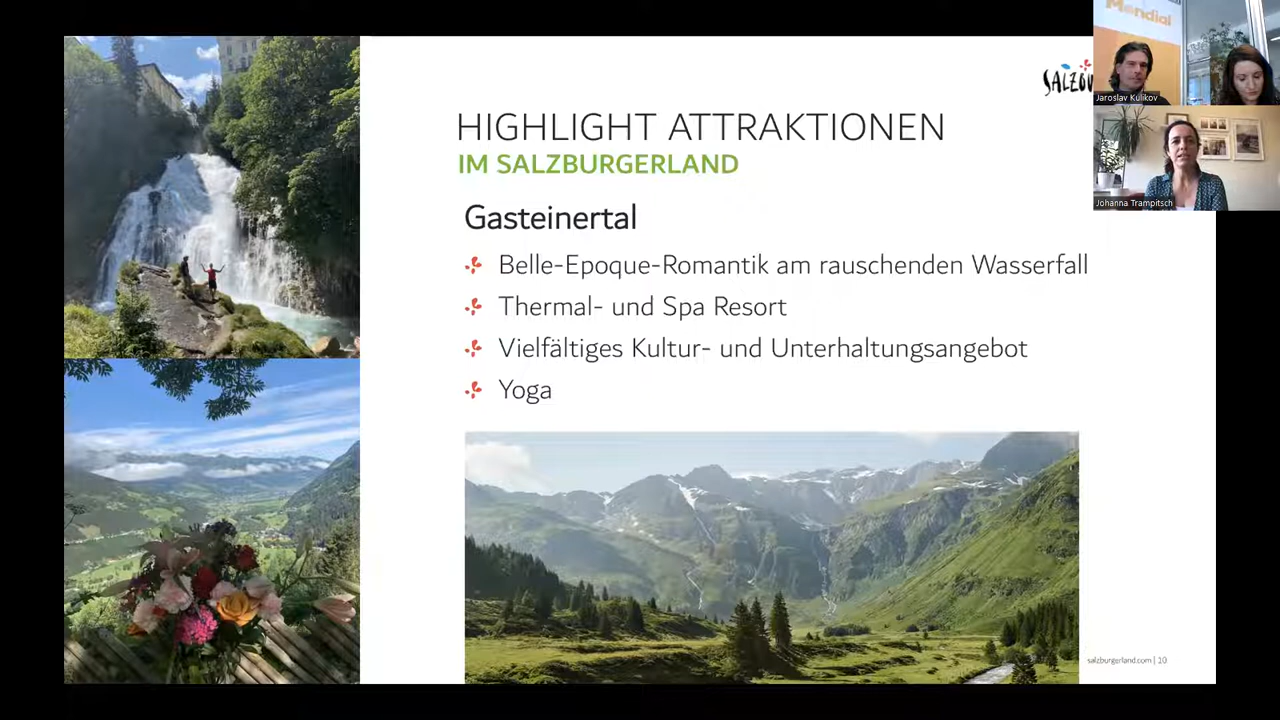 HIGHLIGHT ATTRAKTIONEN
IM SALZBURGERLAND
Gasteinertal
Belle-Epoque-Romantik am rauschenden Wasserfall
Thermal- und Spa Resort
Vielfältiges Kultur- und Unterhaltungsangebot
Yoga
salzburgerland.com | 10
Mondial
Jaroslav Kulikov
Johanna Trampitsch